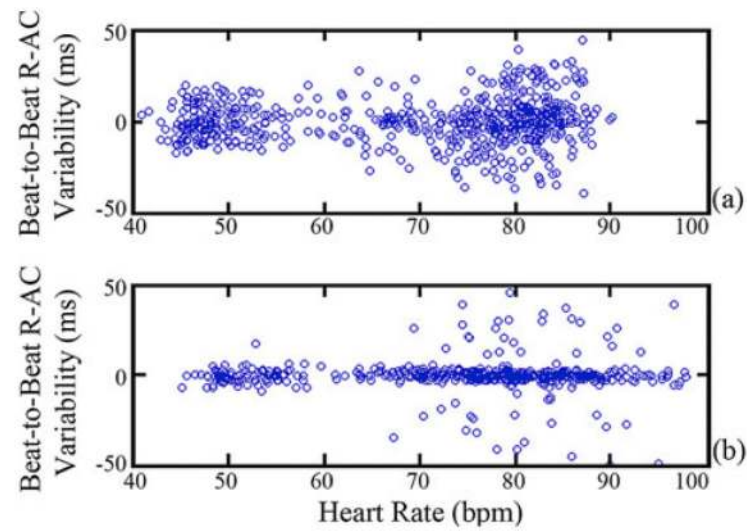 Beat-to-Beat R-AC
Variability (ms)
50
0
-50
40 50 60 70 80 90 100
(a)
Beat-to-Beat R-AC
Variability (ms)
50
0
-50
40 50 60 70 80 90 100
(b)
Heart Rate (bpm)